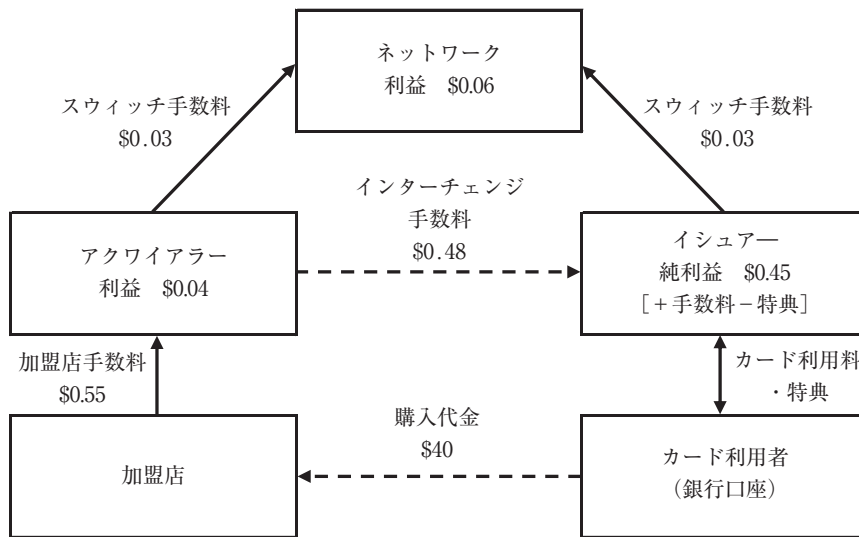 ネットワーク
利益　$0.06
スウィッチ手数料
$0.03
スウィッチ手数料
$0.03
インターチェンジ
手数料
$0.48
アクワイアラー
利益　$0.04
イシュアー
純利益　$0.45
［＋手数料－特典］
加盟店手数料
$0.55
カード利用料
・特典
購入代金
$40
加盟店
カード利用者
（銀行口座）